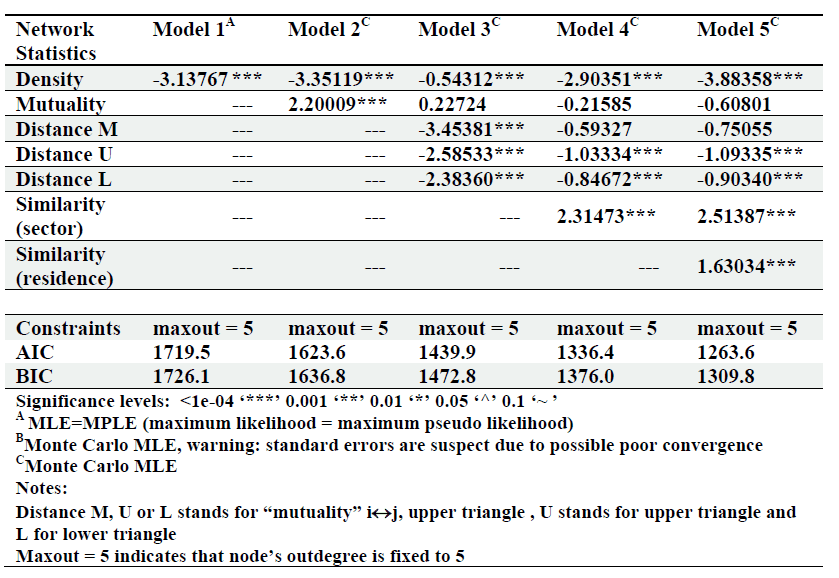 Network Statistics Model 1A Model 2C Model 3C Model 4C Model 5C
Density -3.13767 *** -3.35119*** -0.54312*** -2.90351*** -3.88358***
Mutuality --- 2.20009*** 0.22724 -0.21585 -0.60801
Distance M --- --- -3.45381*** -0.59327 -0.75055
Distance U --- --- -2.58533*** -1.03334*** -1.09335***
Distance L --- --- -2.38360*** -0.84672*** -0.90340***
Similarity (sector) --- --- --- 2.31473*** 2.51387***
Similarity (residence) --- --- --- --- 1.63034***
Constraints maxout = 5 maxout = 5 maxout = 5 maxout = 5 maxout = 5
AIC 1719.5 1623.6 1439.9 1336.4 1263.6
BIC 1726.1 1636.8 1472.8 1376.0 1309.8
Significance levels: <1e-04 ‘***’ 0.001 ‘**’ 0.01 ‘*’ 0.05 ‘^’ 0.1 ‘~ ’
A MLE=MPLE (maximum likelihood = maximum pseudo likelihood)
BMonte Carlo MLE, warning: standard errors are suspect due to possible poor convergence
CMonte Carlo MLE
Notes:
Distance M, U or L stands for “mutuality” i↔j, upper triangle , U stands for upper triangle and
L for lower triangle
Maxout = 5 indicates that node’s outdegree is fixed to 5